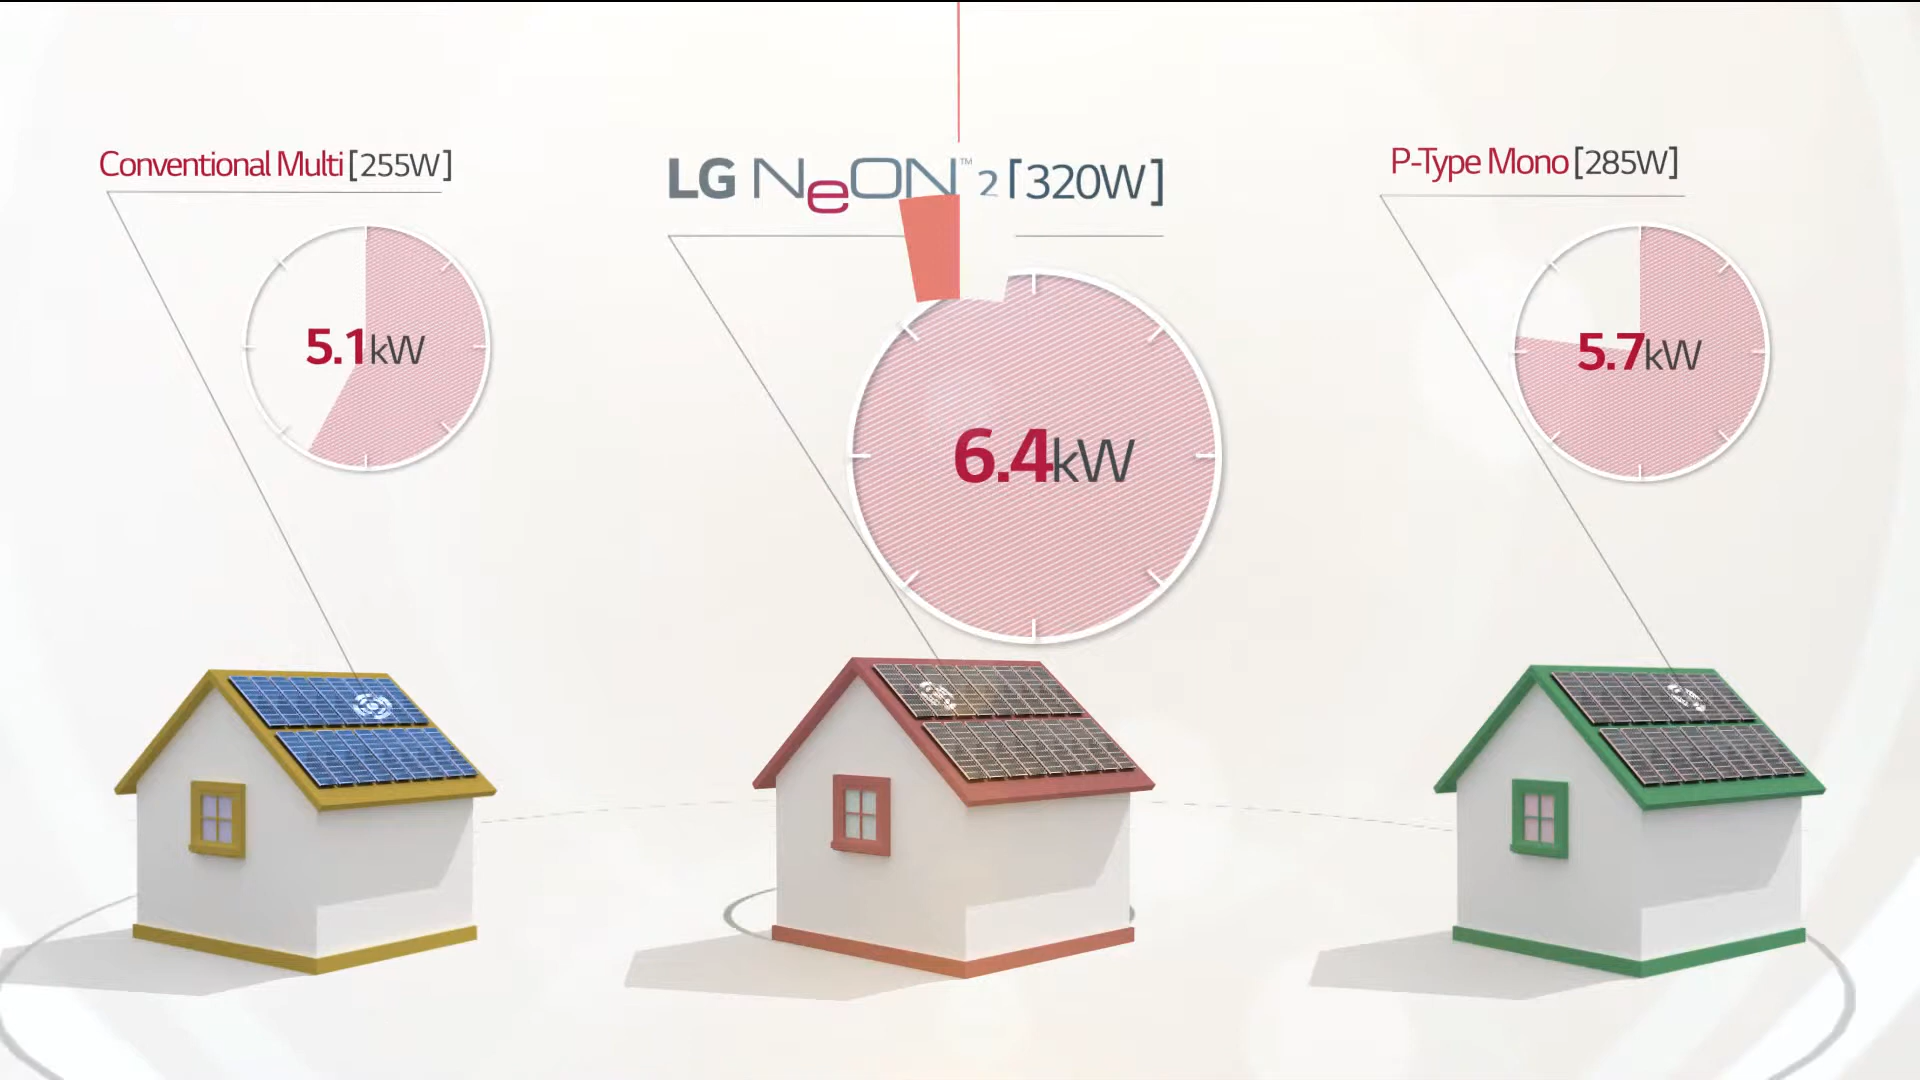 Conventional Multi [255W]
5.1kW
LG NeON™ 2 [320W]
6.4kW
P-Type Mono [285W]
5.7kW